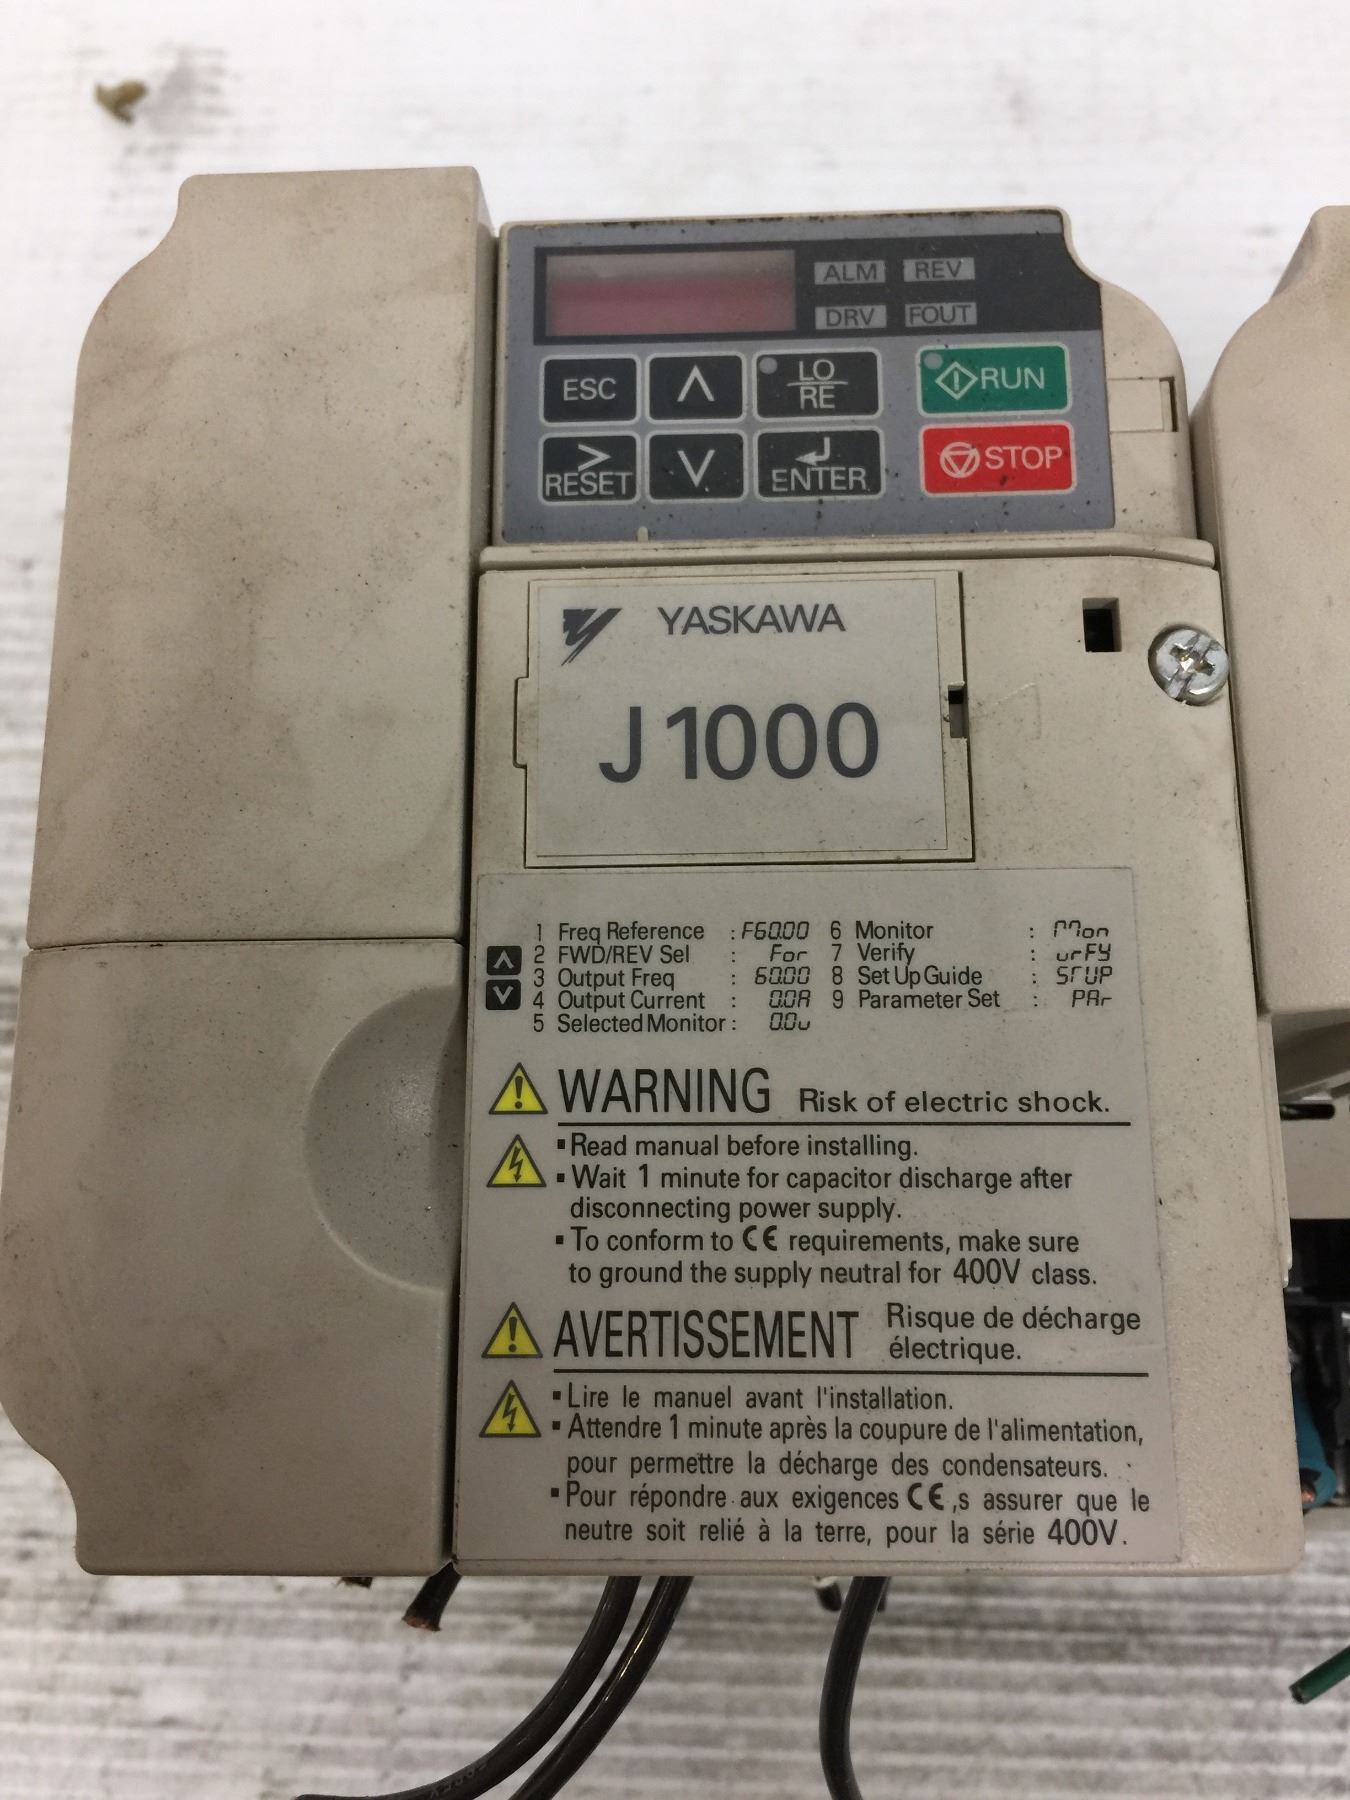 ALM REV
DRV FOUT
ESC ∧ LO/RE RUN
> RESET ∨ ENTER STOP
YASKAWA
J1000
1 Freq Reference : F60.00 6 Monitor : Mon
2 FWD/REV Sel : For 7 Verify : vrFY
3 Output Freq : 60.00 8 Set Up Guide : STUP
4 Output Current : 0.0A 9 Parameter Set : PAr
5 Selected Monitor : 0.0u
WARNING Risk of electric shock.
▪ Read manual before installing.
▪ Wait 1 minute for capacitor discharge after
disconnecting power supply.
▪ To conform to CE requirements, make sure
to ground the supply neutral for 400V class.
AVERTISSEMENT Risque de décharge
électrique.
▪ Lire le manuel avant l'installation.
▪ Attendre 1 minute après la coupure de l'alimentation,
pour permettre la décharge des condensateurs.
▪ Pour répondre aux exigences CE ,s assurer que le
neutre soit relié à la terre, pour la série 400V.